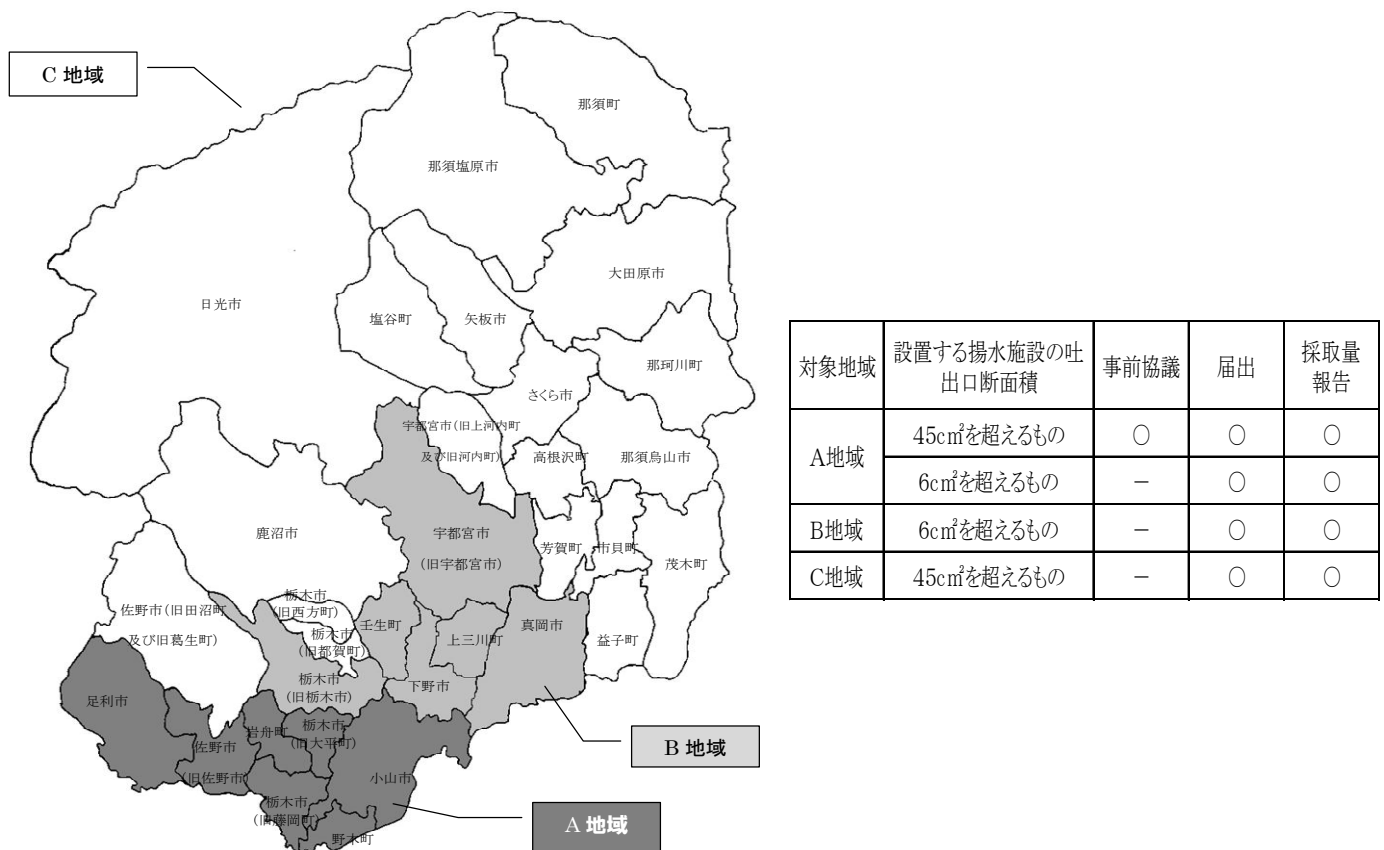 C 地域
那須町
那須塩原市
大田原市
日光市
塩谷町
矢板市
那珂川町
さくら市
宇都宮市(旧上河内町
及び旧河内町)
高根沢町
那須烏山市
鹿沼市
宇都宮市
(旧宇都宮市)
芳賀町
市貝町
茂木町
佐野市(旧田沼町
及び旧葛生町)
栃木市
(旧西方町)
栃木市
(旧都賀町)
壬生町
上三川町
真岡市
益子町
栃木市
(旧栃木市)
下野市
足利市
岩舟町
栃木市
(旧大平町)
佐野市
(旧佐野市)
小山市
栃木市
(旧藤岡町)
野木町
B 地域
A 地域
対象地域 設置する揚水施設の吐出口断面積 事前協議 届出 採取量報告
A地域 45c㎡を超えるもの ○ ○ ○
6c㎡を超えるもの − ○ ○
B地域 6c㎡を超えるもの − ○ ○
C地域 45c㎡を超えるもの − ○ ○